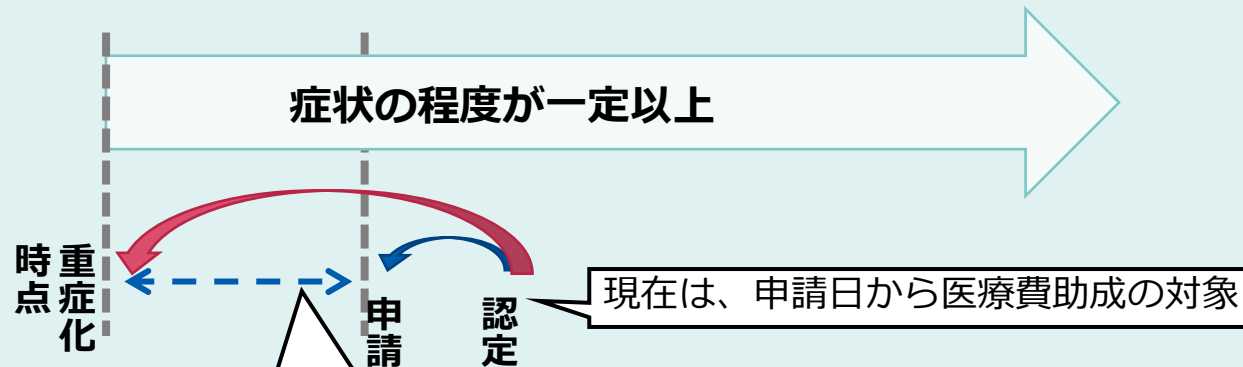 症状の程度が一定以上
重症化
時点
申請
認定
現在は、申請日から医療費助成の対象